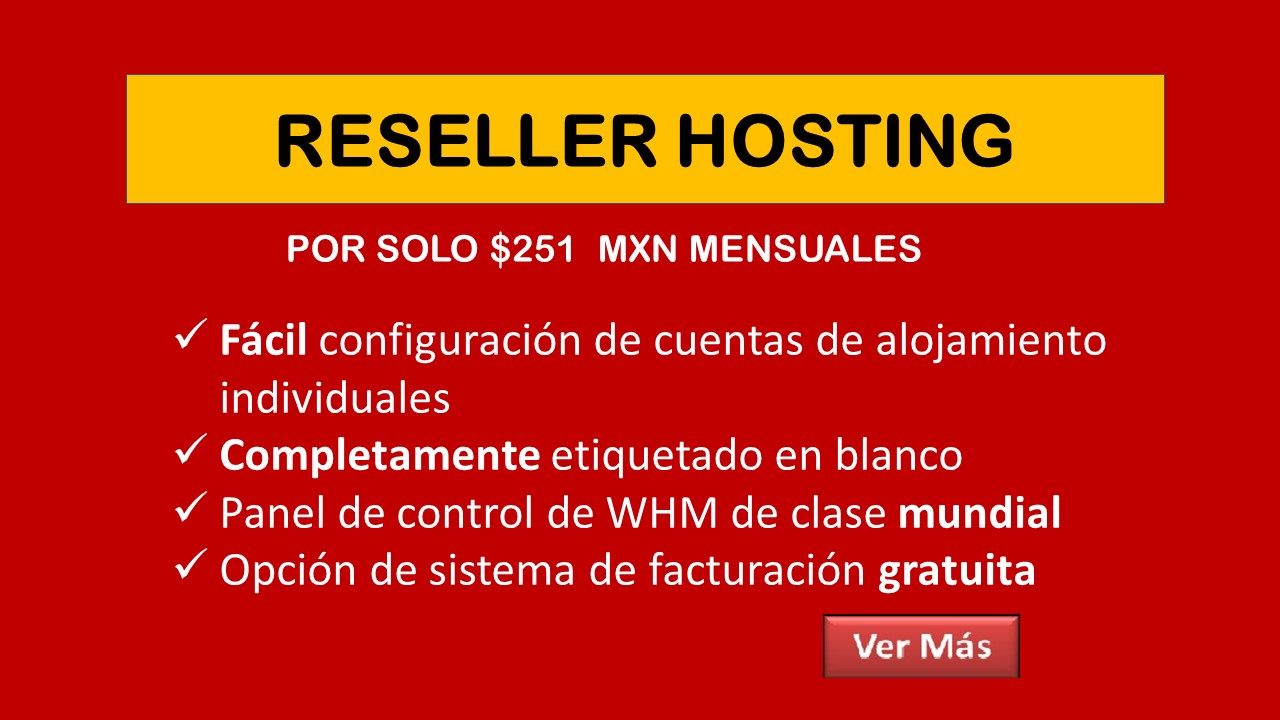 RESELLER HOSTING
POR SOLO $251 MXN MENSUALES
✓ Fácil configuración de cuentas de alojamiento
individuales
✓ Completamente etiquetado en blanco
✓ Panel de control de WHM de clase mundial
✓ Opción de sistema de facturación gratuita
Ver Más